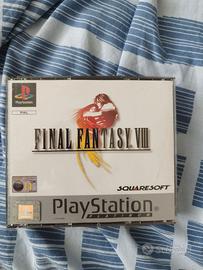 PlayStation
FINAL FANTASY VIII
SQUARESOFT
PlayStation
PLATINUM